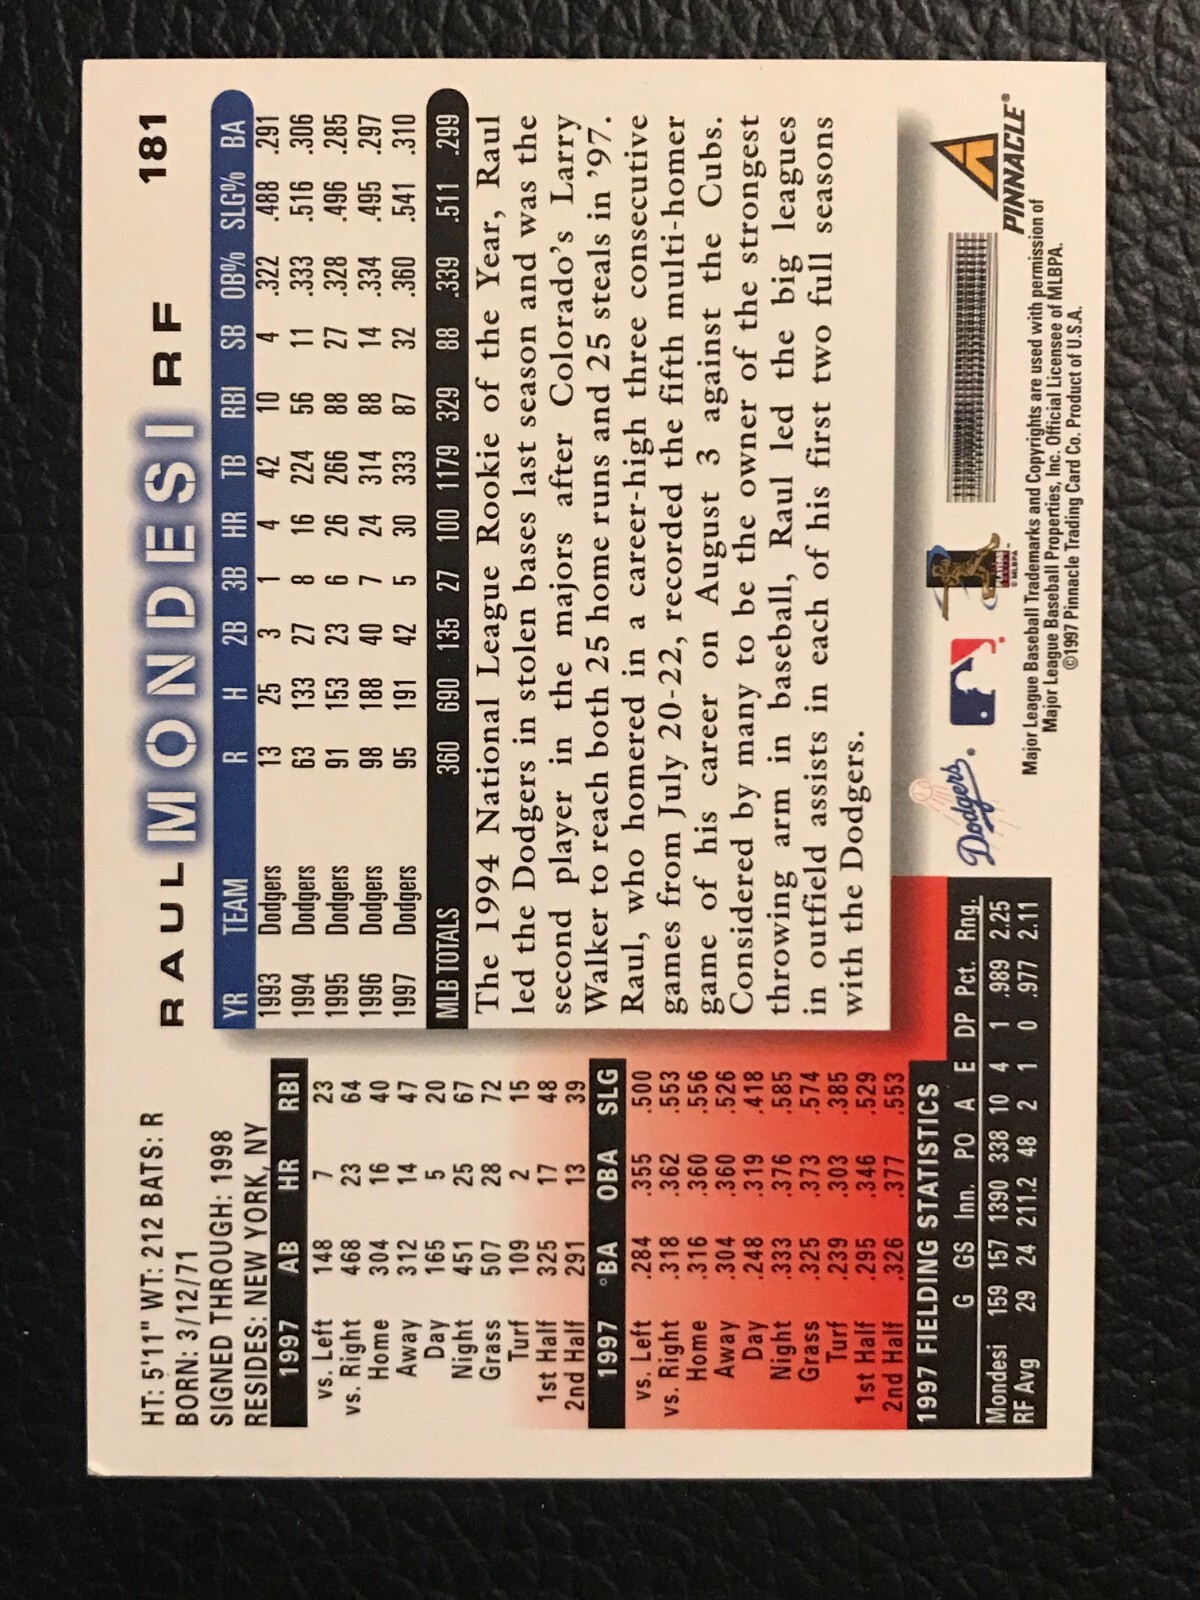 RAUL MONDESI RF 181
HT: 5'11" WT: 212 BATS: R
BORN: 3/12/71
SIGNED THROUGH: 1998
RESIDES: NEW YORK, NY
1997 AB HR RBI
vs. Left 148 7 23
vs. Right 468 23 64
Home 304 16 40
Away 312 14 47
Day 165 5 20
Night 451 25 67
Grass 507 28 72
Turf 109 2 15
1st Half 325 17 48
2nd Half 291 13 39
1997 °BA OBA SLG
vs. Left .284 .355 .500
vs. Right .318 .362 .553
Home .316 .360 .556
Away .304 .360 .526
Day .248 .319 .418
Night .333 .376 .585
Grass .325 .373 .574
Turf .239 .303 .385
1st Half .295 .346 .529
2nd Half .326 .377 .553
YR TEAM R H 2B 3B HR TB RBI SB OB% SLG% BA
1993 Dodgers 13 25 3 1 4 42 10 4 .322 .488 .291
1994 Dodgers 63 133 27 8 16 224 56 11 .333 .516 .306
1995 Dodgers 91 153 23 6 26 266 88 27 .328 .496 .285
1996 Dodgers 98 188 40 7 24 314 88 14 .334 .495 .297
1997 Dodgers 95 191 42 5 30 333 87 32 .360 .541 .310
MLB TOTALS 360 690 135 27 100 1179 329 88 .339 .511 .299
The 1994 National League Rookie of the Year, Raul
led the Dodgers in stolen bases last season and was the
second player in the majors after Colorado's Larry
Walker to reach both 25 home runs and 25 steals in '97.
Raul, who homered in a career-high three consecutive
games from July 20-22, recorded the fifth multi-homer
game of his career on August 3 against the Cubs.
Considered by many to be the owner of the strongest
throwing arm in baseball, Raul led the big leagues
in outfield assists in each of his first two full seasons
with the Dodgers.
1997 FIELDING STATISTICS
G GS Inn. PO A E DP Pct. Rng.
Mondesi 159 157 1390 338 10 4 1 .989 2.25
RF Avg 29 24 211.2 48 2 1 0 .977 2.11
Dodgers
© MLBPA
PINNACLE®
Major League Baseball Trademarks and Copyrights are used with permission of
Major League Baseball Properties, Inc. Official Licensee of MLBPA.
©1997 Pinnacle Trading Card Co. Product of U.S.A.